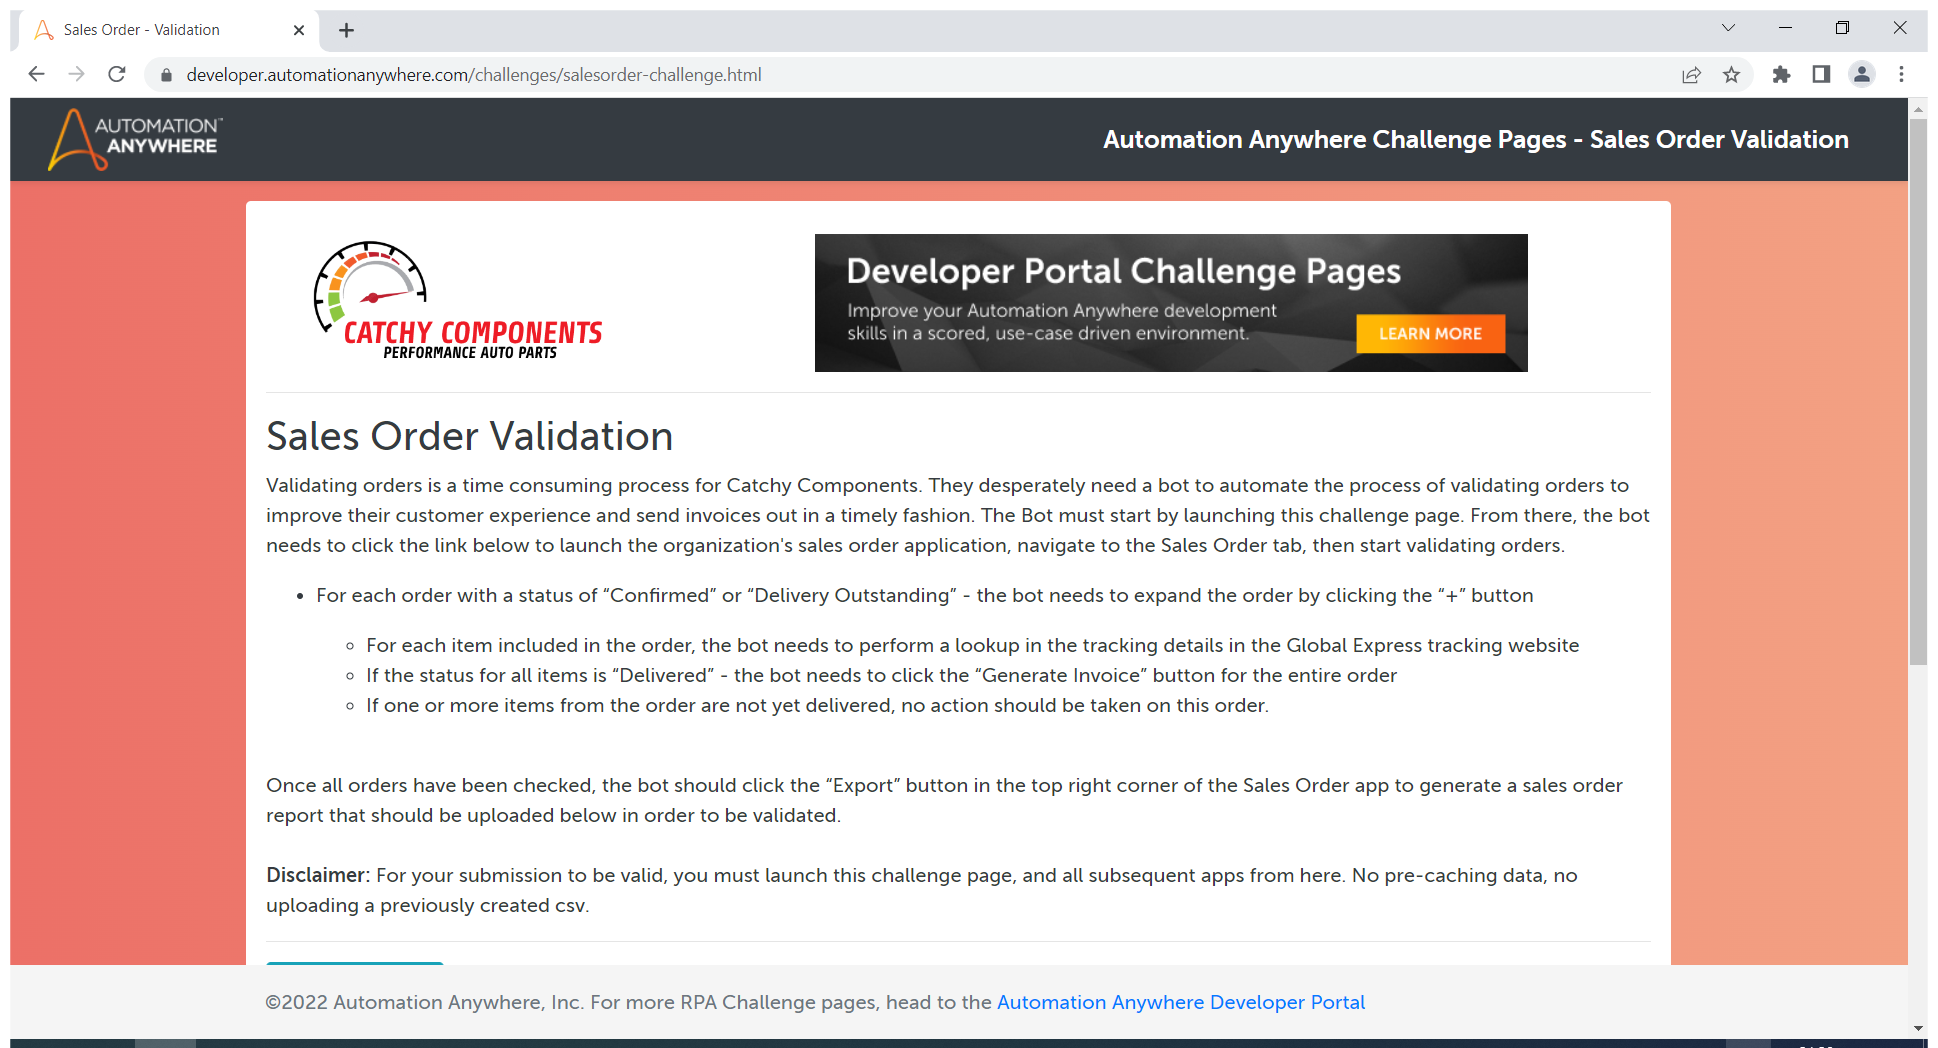 Sales Order - Validation
developer.automationanywhere.com/challenges/salesorder-challenge.html
AUTOMATION™
ANYWHERE
Automation Anywhere Challenge Pages - Sales Order Validation
CATCHY COMPONENTS
PERFORMANCE AUTO PARTS
Developer Portal Challenge Pages
Improve your Automation Anywhere development
skills in a scored, use-case driven environment.
LEARN MORE
Sales Order Validation
Validating orders is a time consuming process for Catchy Components. They desperately need a bot to automate the process of validating orders to
improve their customer experience and send invoices out in a timely fashion. The Bot must start by launching this challenge page. From there, the bot
needs to click the link below to launch the organization's sales order application, navigate to the Sales Order tab, then start validating orders.
• For each order with a status of “Confirmed” or “Delivery Outstanding” - the bot needs to expand the order by clicking the “+” button
◦ For each item included in the order, the bot needs to perform a lookup in the tracking details in the Global Express tracking website
◦ If the status for all items is “Delivered” - the bot needs to click the “Generate Invoice” button for the entire order
◦ If one or more items from the order are not yet delivered, no action should be taken on this order.
Once all orders have been checked, the bot should click the “Export” button in the top right corner of the Sales Order app to generate a sales order
report that should be uploaded below in order to be validated.
Disclaimer: For your submission to be valid, you must launch this challenge page, and all subsequent apps from here. No pre-caching data, no
uploading a previously created csv.
©2022 Automation Anywhere, Inc. For more RPA Challenge pages, head to the Automation Anywhere Developer Portal